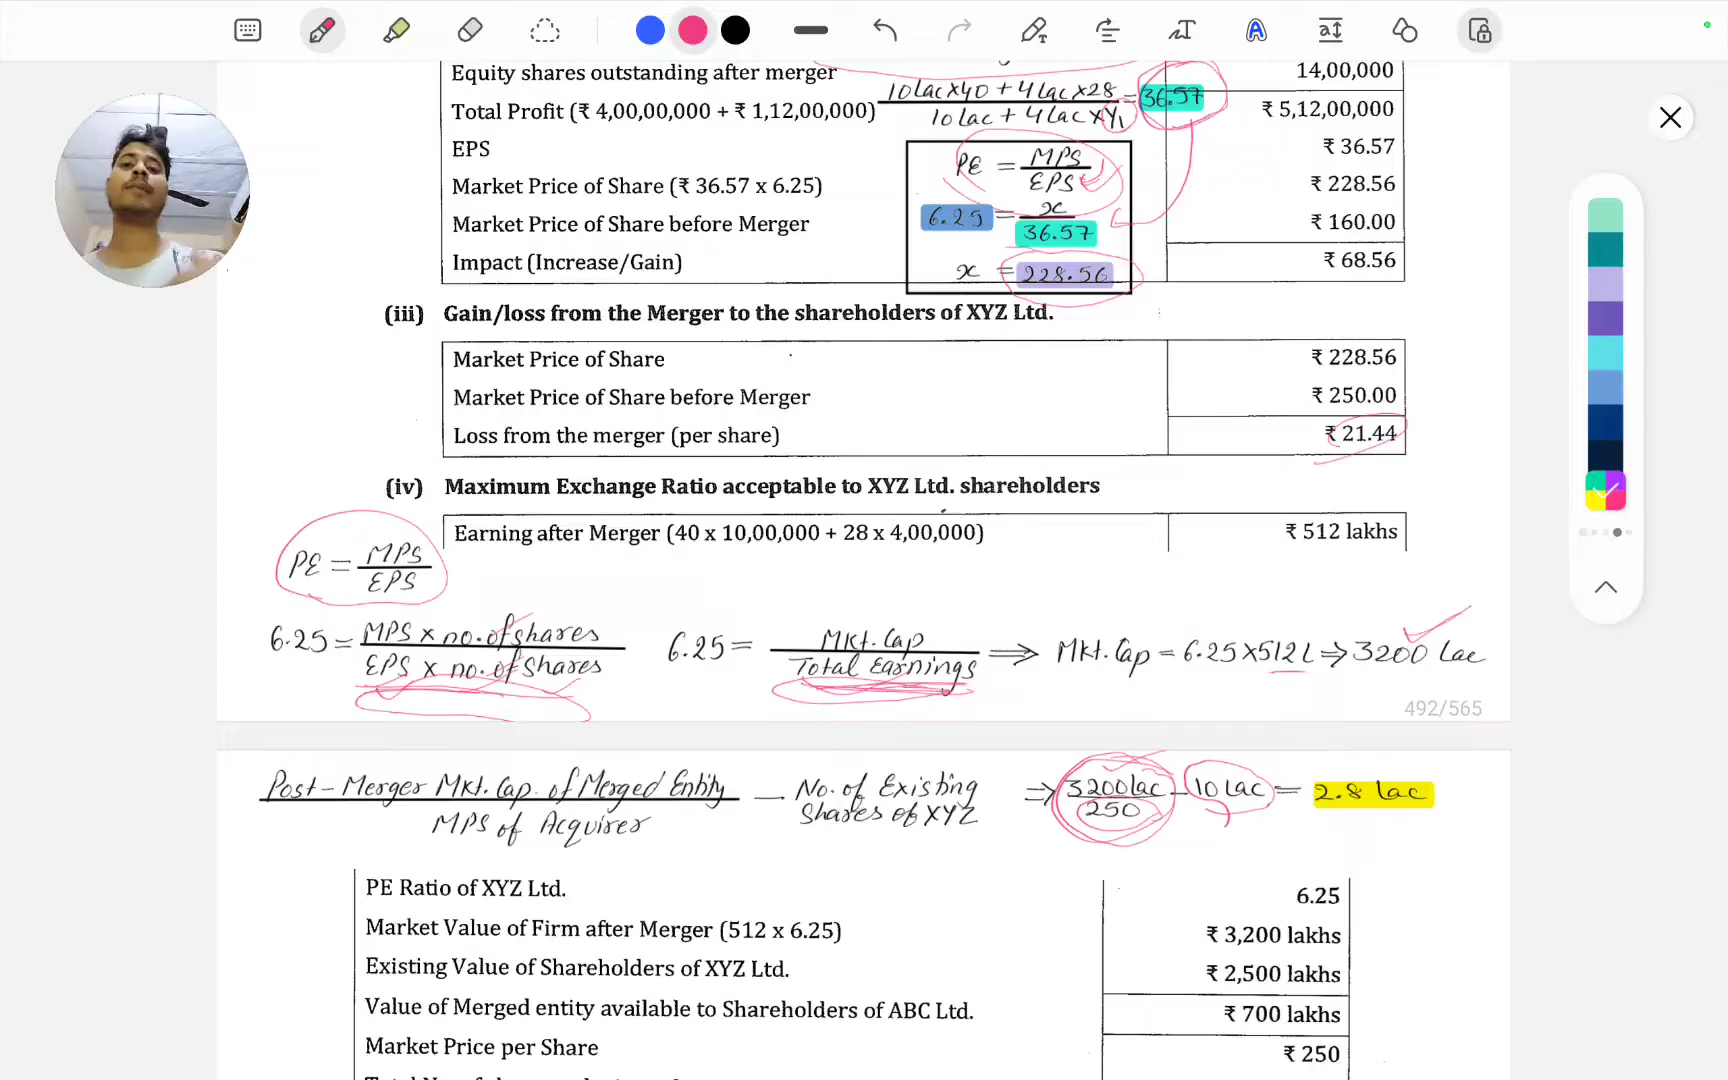 Equity shares outstanding after merger 14,00,000
10 Lac x 40 + 4 Lac x 28 = 36.57
10 Lac + 4 Lac x 1
Total Profit (₹ 4,00,00,000 + ₹ 1,12,00,000) ₹ 5,12,00,000
EPS ₹ 36.57
PE = MPS
EPS
Market Price of Share (₹ 36.57 x 6.25) ₹ 228.56
6.25 = x
36.57
Market Price of Share before Merger ₹ 160.00
Impact (Increase/Gain) ₹ 68.56
x = 228.56
(iii) Gain/loss from the Merger to the shareholders of XYZ Ltd.
Market Price of Share ₹ 228.56
Market Price of Share before Merger ₹ 250.00
Loss from the merger (per share) ₹ 21.44
(iv) Maximum Exchange Ratio acceptable to XYZ Ltd. shareholders
Earning after Merger (40 x 10,00,000 + 28 x 4,00,000) ₹ 512 lakhs
PE = MPS
EPS
6.25 = MPS x no. of shares
EPS x no. of shares
6.25 = Mkt. Cap
Total Earnings
⇒ Mkt. Cap = 6.25 x 512 L ⇒ 3200 Lac
492/565
Post-Merger Mkt. Cap. of Merged Entity
MPS of Acquirer
— No. of Existing
Shares of XYZ
⇒ 3200 lac
250
- 10 Lac = 2.8 Lac
PE Ratio of XYZ Ltd. 6.25
Market Value of Firm after Merger (512 x 6.25) ₹ 3,200 lakhs
Existing Value of Shareholders of XYZ Ltd. ₹ 2,500 lakhs
Value of Merged entity available to Shareholders of ABC Ltd. ₹ 700 lakhs
Market Price per Share ₹ 250